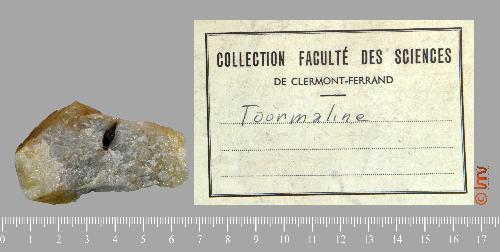 COLLECTION FACULTÉ DES SCIENCES
DE CLERMONT-FERRAND
Tourmaline
© LMV
0 1 2 3 4 5 6 7 8 9 10 11 12 13 14 15 16 17